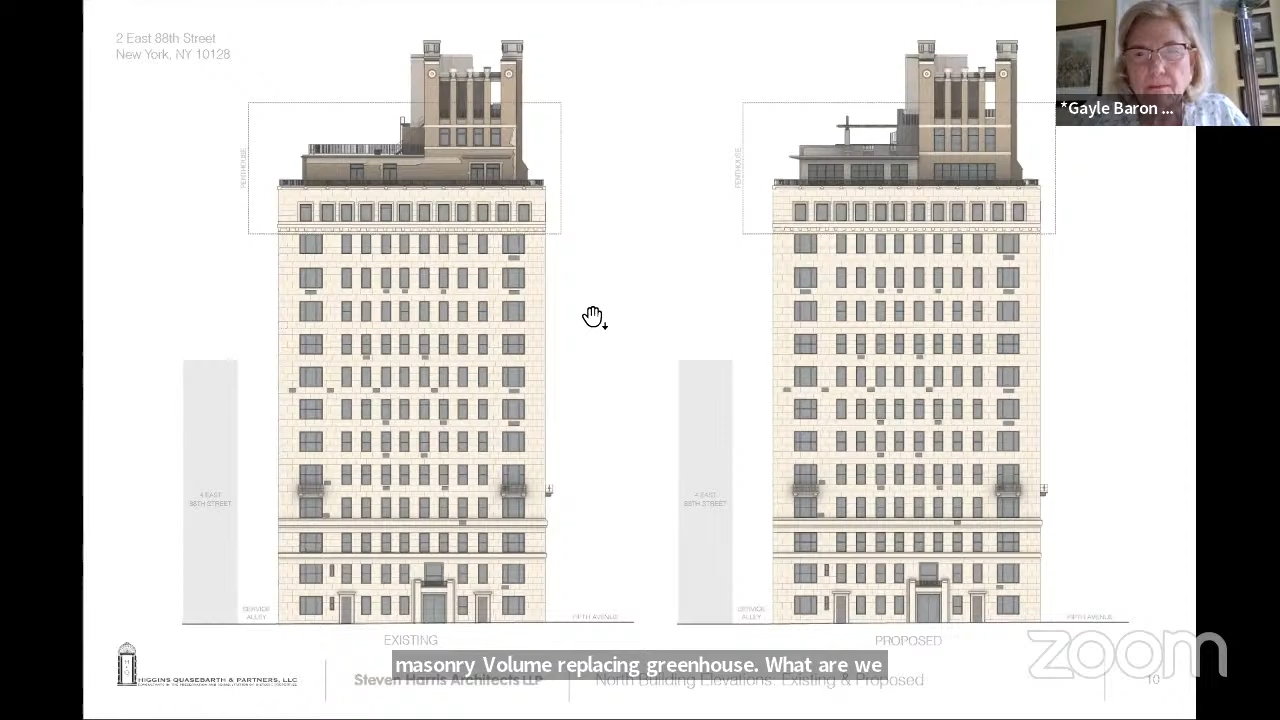 2 East 88th Street
New York, NY 10128
*Gayle Baron ...
PENTHOUSE
PENTHOUSE
4 EAST
88TH STREET
4 EAST
88TH STREET
SERVICE
ALLEY
FIFTH AVENUE
SERVICE
ALLEY
FIFTH AVENUE
EXISTING
PROPOSED
masonry Volume replacing greenhouse. What are we
HIGGINS QUASEBARTH & PARTNERS, LLC
Steven Harris Architects LLP
North Building Elevations: Existing & Proposed
10
zoom